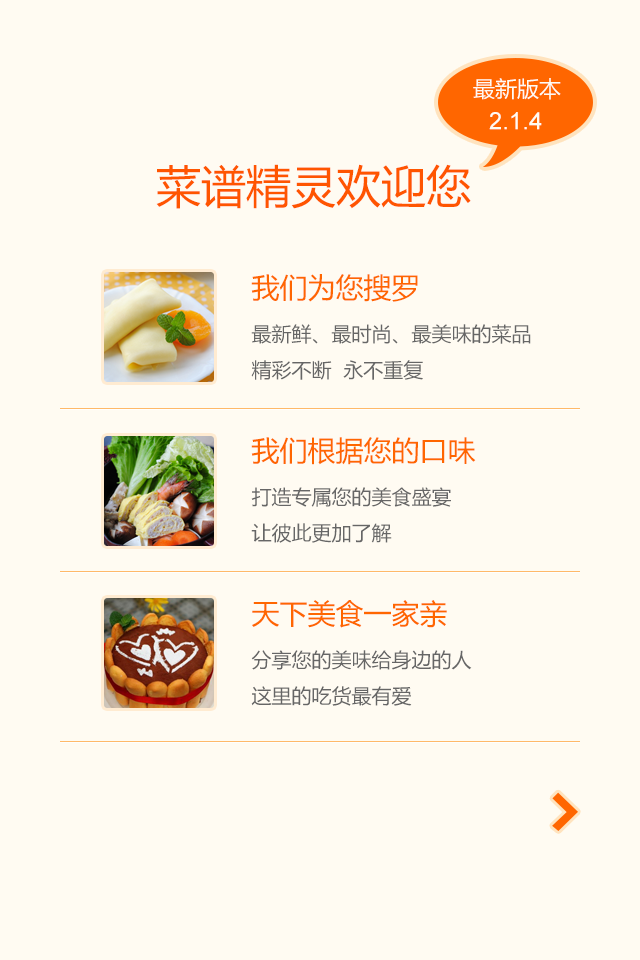 最新版本
2.1.4
菜谱精灵欢迎您
我们为您搜罗
最新鲜、最时尚、最美味的菜品
精彩不断 永不重复
我们根据您的口味
打造专属您的美食盛宴
让彼此更加了解
天下美食一家亲
分享您的美味给身边的人
这里的吃货最有爱